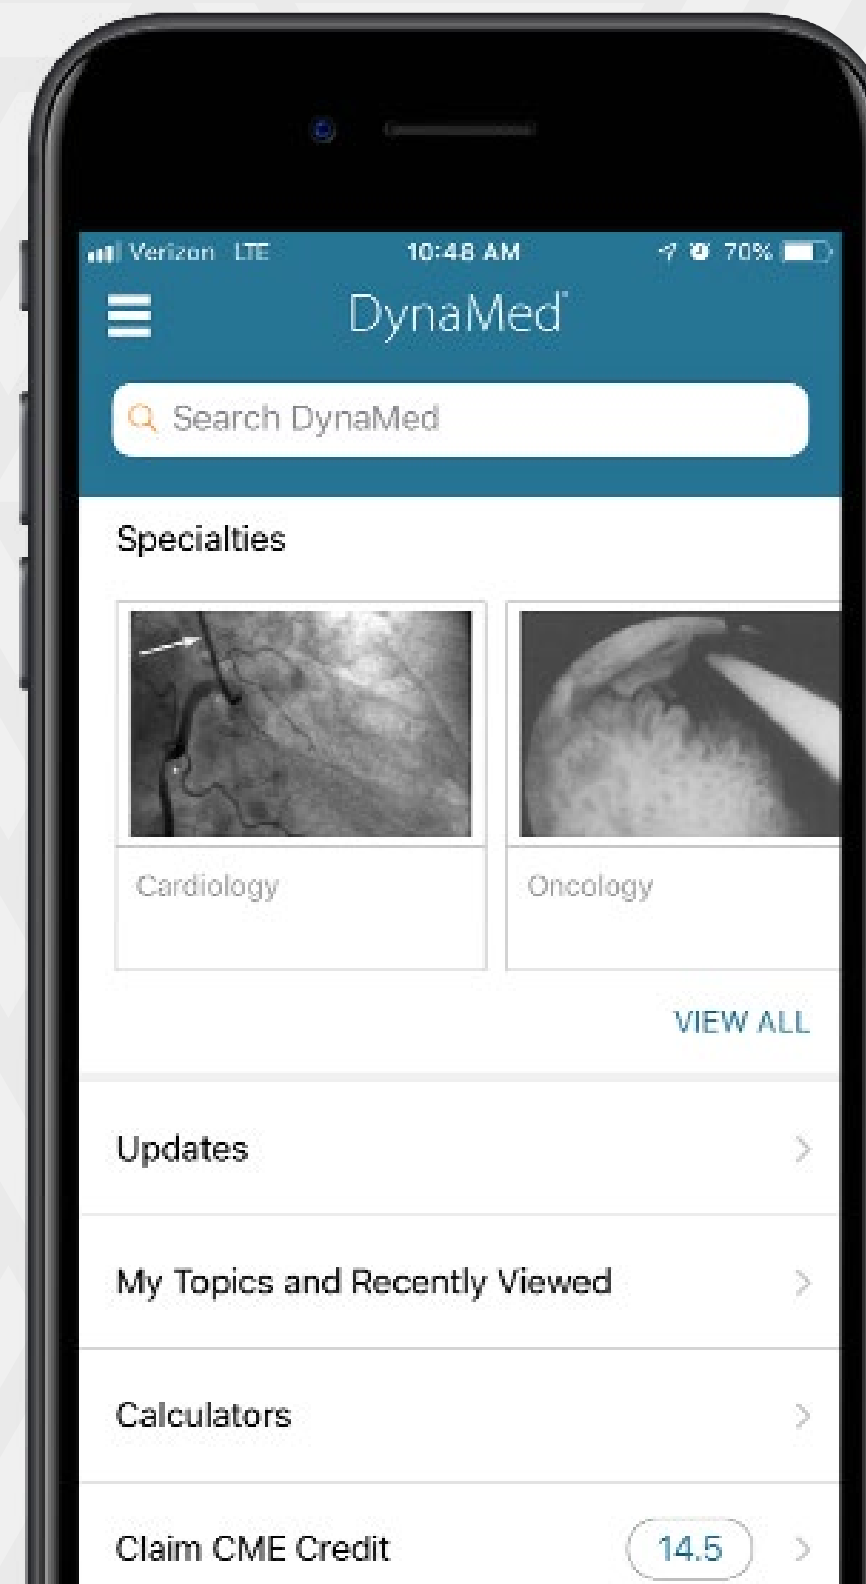 Verizon LTE 10:48 AM 70%
DynaMed
Search DynaMed
Specialties
Cardiology Oncology
VIEW ALL
Updates
My Topics and Recently Viewed
Calculators
Claim CME Credit 14.5